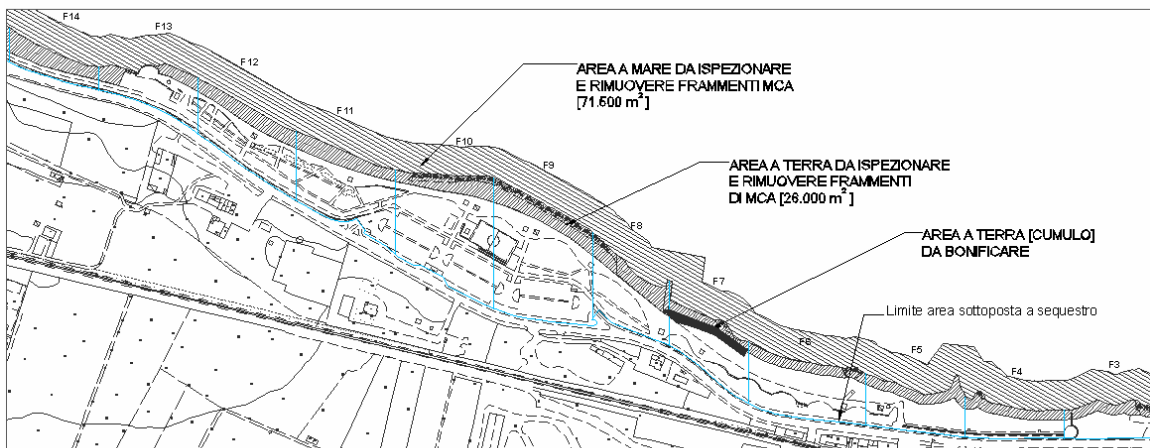 F14
F13
F12
F11
F10
F9
F8
F7
F6
F5
F4
F3
AREA A MARE DA ISPEZIONARE
E RIMUOVERE FRAMMENTI MCA
[71.500 m²]
AREA A TERRA DA ISPEZIONARE
E RIMUOVERE FRAMMENTI
DI MCA [26.000 m²]
AREA A TERRA [CUMULO]
DA BONIFICARE
Limite area sottoposta a sequestro